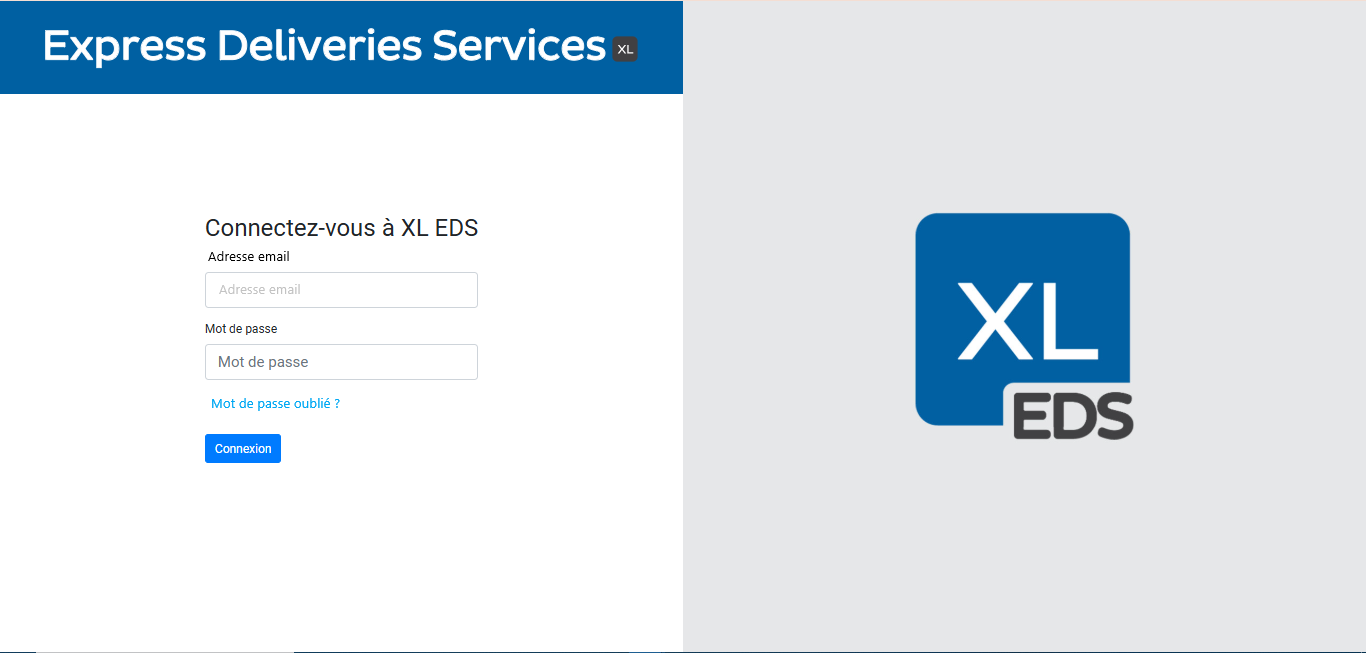 Express Deliveries Services XL
Connectez-vous à XL EDS
Adresse email
Adresse email
Mot de passe
Mot de passe
Mot de passe oublié ?
Connexion
XL
EDS